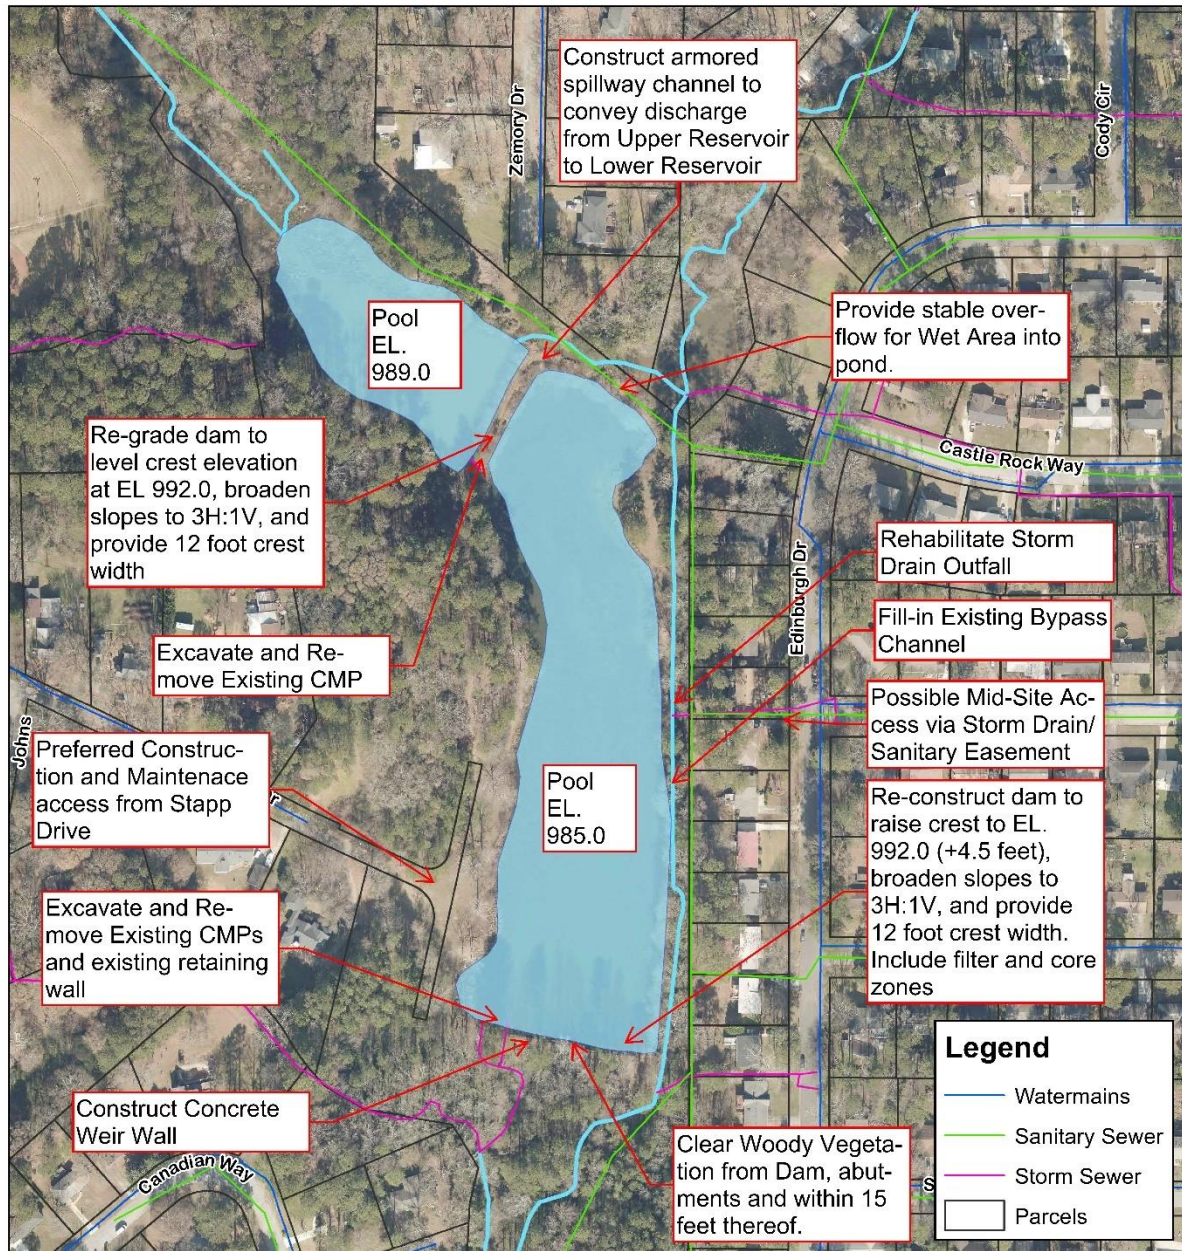 Construct armored
spillway channel to
convey discharge
from Upper Reservoir
to Lower Reservoir
Zemory Dr
Cody Cir
Pool
EL.
989.0
Provide stable over-
flow for Wet Area into
pond.
Re-grade dam to
level crest elevation
at EL 992.0, broaden
slopes to 3H:1V, and
provide 12 foot crest
width
Castle Rock Way
Edinburgh Dr
Rehabilitate Storm
Drain Outfall
Excavate and Re-
move Existing CMP
Fill-in Existing Bypass
Channel
Johns
r
Possible Mid-Site Ac-
cess via Storm Drain/
Sanitary Easement
Preferred Construc-
tion and Maintenace
access from Stapp
Drive
Pool
EL.
985.0
Re-construct dam to
raise crest to EL.
992.0 (+4.5 feet),
broaden slopes to
3H:1V, and provide
12 foot crest width.
Include filter and core
zones
Excavate and Re-
move Existing CMPs
and existing retaining
wall
Construct Concrete
Weir Wall
Canadian Way
Clear Woody Vegeta-
tion from Dam, abut-
ments and within 15
feet thereof.
S
Legend
Watermains
Sanitary Sewer
Storm Sewer
Parcels